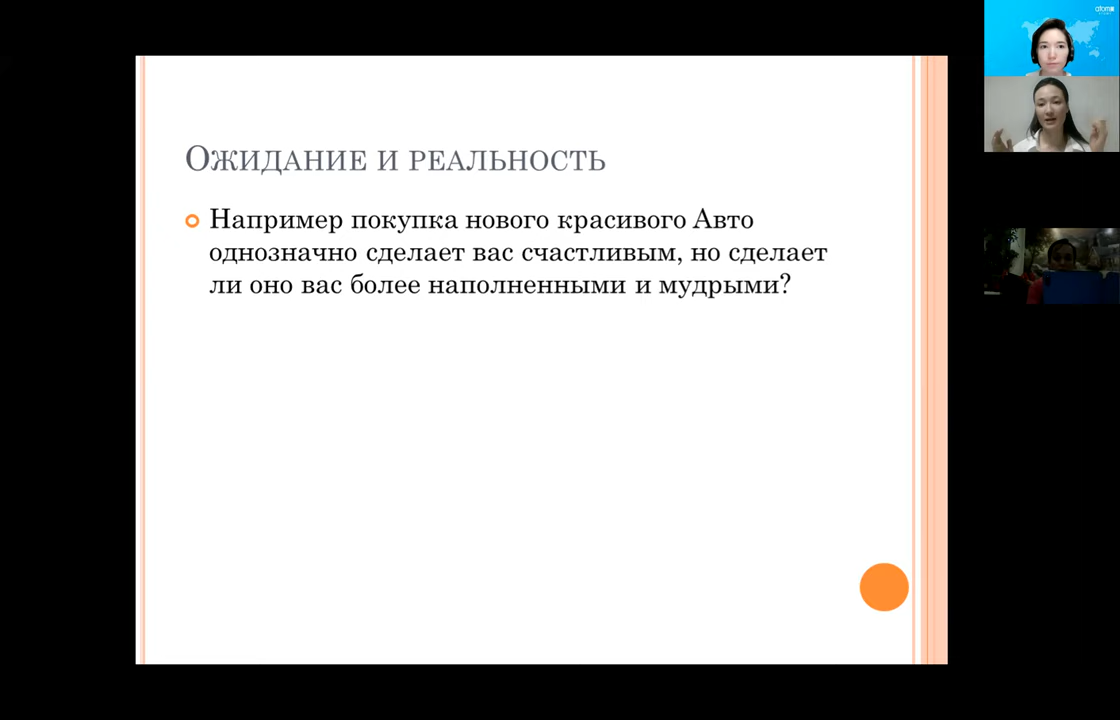 atomy
Ожидание и реальность
Например покупка нового красивого Авто
однозначно сделает вас счастливым, но сделает
ли оно вас более наполненными и мудрыми?